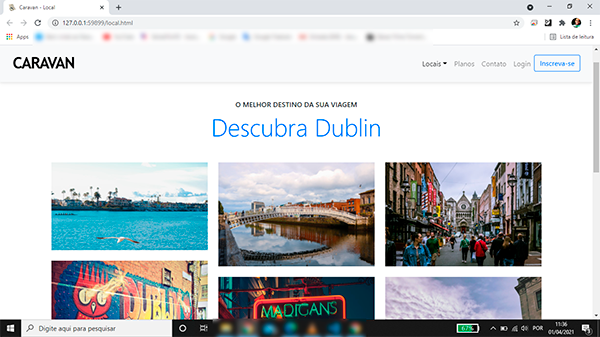 Caravan - Local
127.0.0.1:59899/local.html
Apps
Lista de leitura
CARAVAN
Locais
Planos
Contato
Login
Inscreva-se
O MELHOR DESTINO DA SUA VIAGEM
Descubra Dublin
DUBLIN
MADIGANS
Digite aqui para pesquisar
67%
POR
11:36
01/04/2021